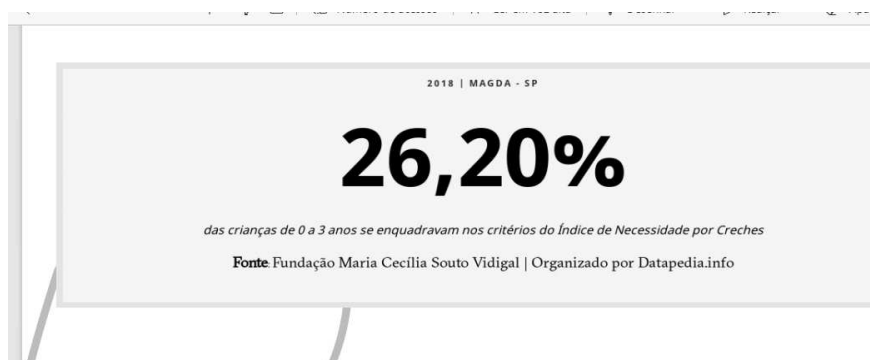 2018 | MAGDA - SP
26,20%
das crianças de 0 a 3 anos se enquadravam nos critérios do Índice de Necessidade por Creches
Fonte: Fundação Maria Cecília Souto Vidigal | Organizado por Datapedia.info